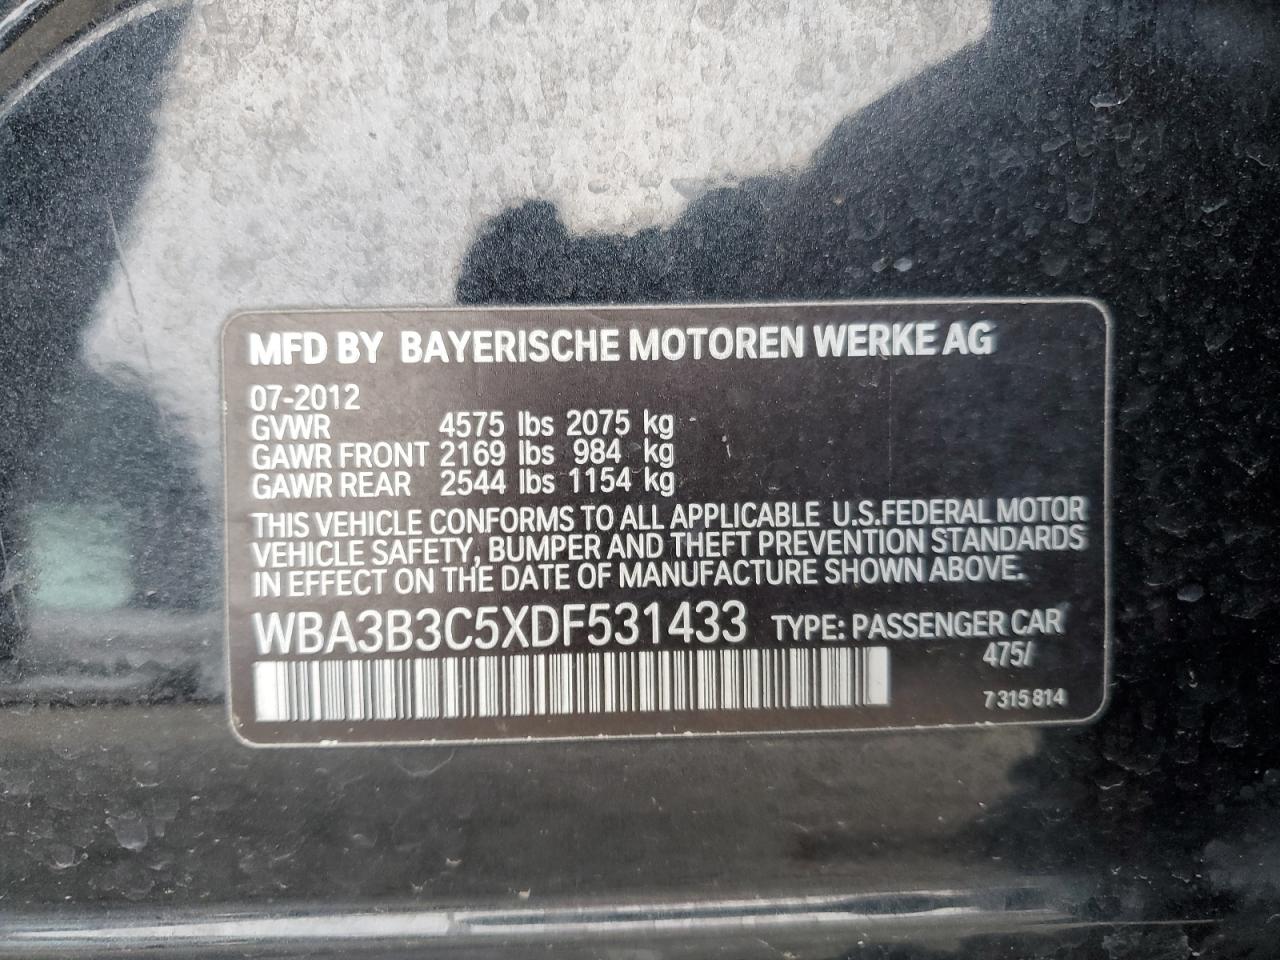 MFD BY BAYERISCHE MOTOREN WERKE AG
07-2012
GVWR 4575 lbs 2075 kg
GAWR FRONT 2169 lbs 984 kg
GAWR REAR 2544 lbs 1154 kg
THIS VEHICLE CONFORMS TO ALL APPLICABLE U.S.FEDERAL MOTOR
VEHICLE SAFETY, BUMPER AND THEFT PREVENTION STANDARDS
IN EFFECT ON THE DATE OF MANUFACTURE SHOWN ABOVE.
WBA3B3C5XDF531433 TYPE: PASSENGER CAR
475/
7 315 814